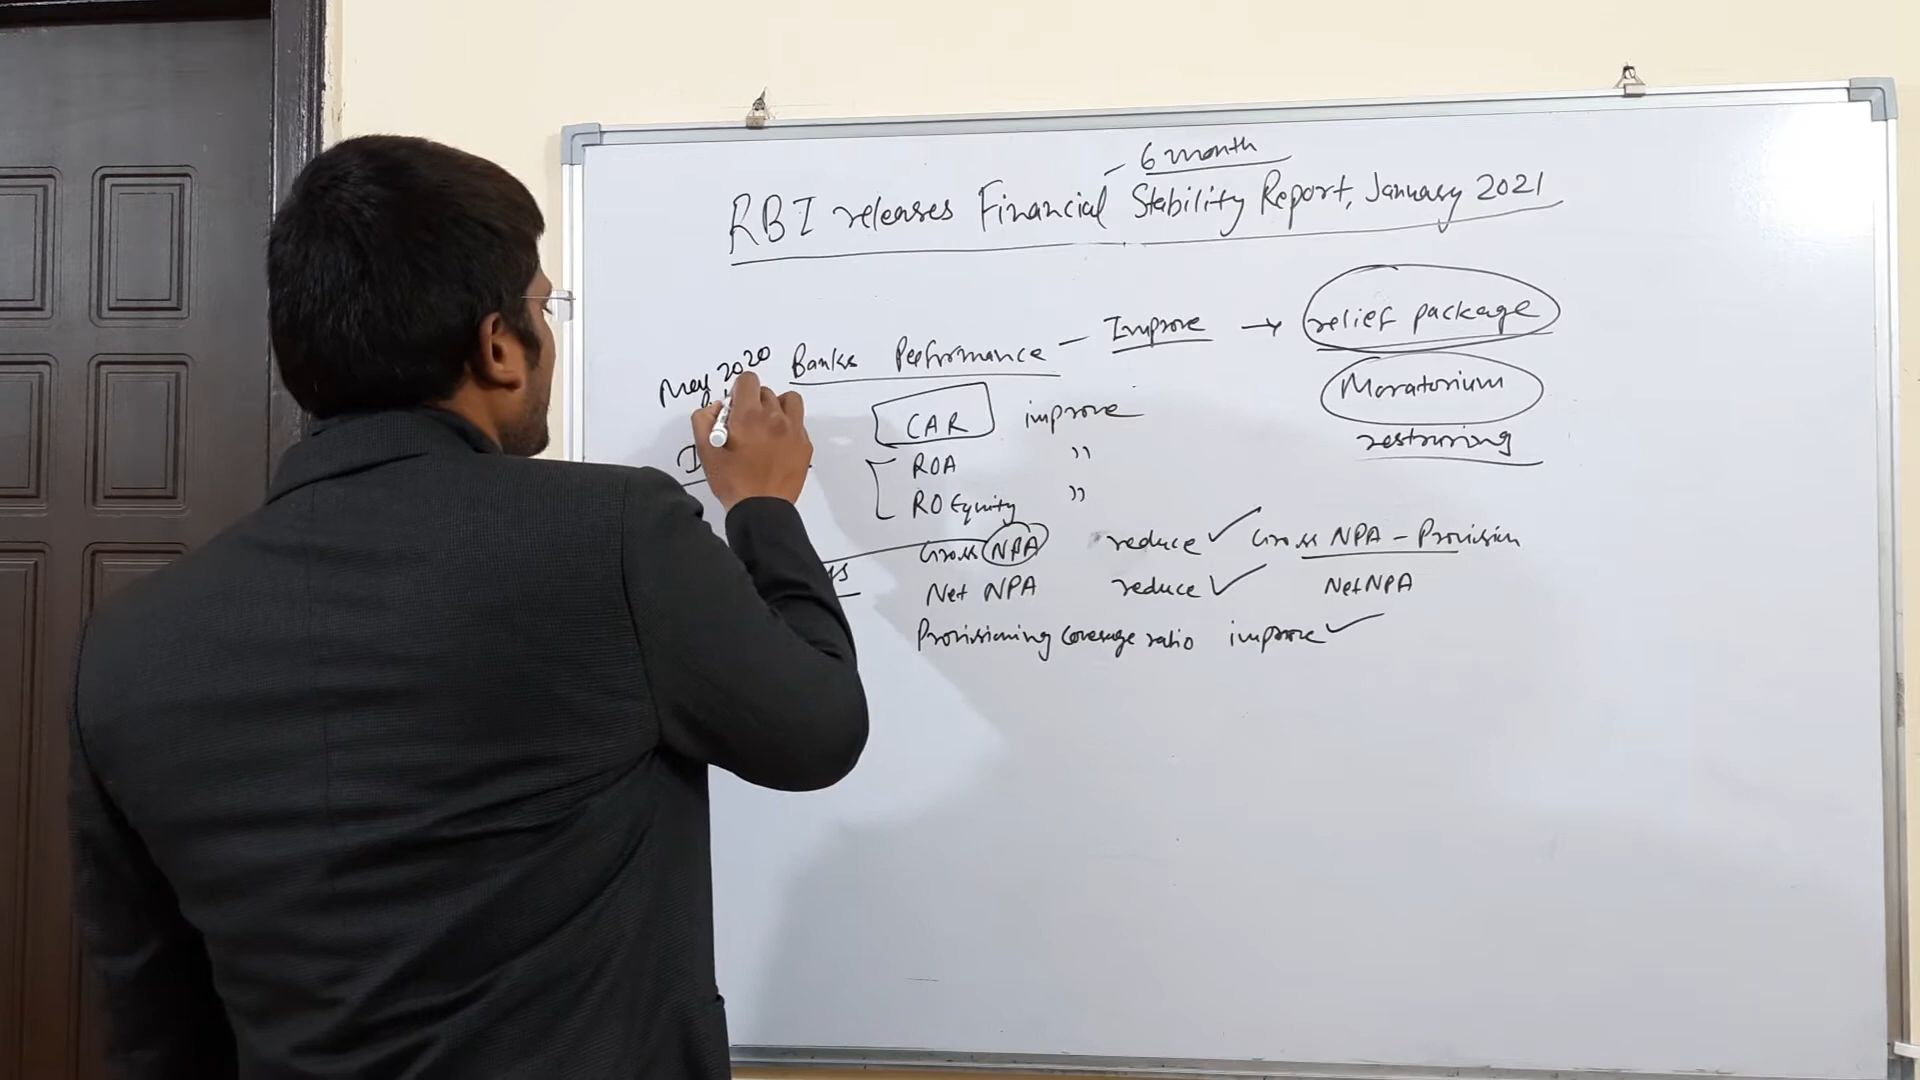 6 month
RBI releases Financial Stability Report, January 2021
Banks Performance - Improve → relief package
May 2020
Moratorium
restruring
CAR improve
ROA "
RO Equity "
Gross NPA reduce ✓ Gross NPA - Provision
Net NPA reduce ✓ Net NPA
Provisioning coverage ratio improve ✓